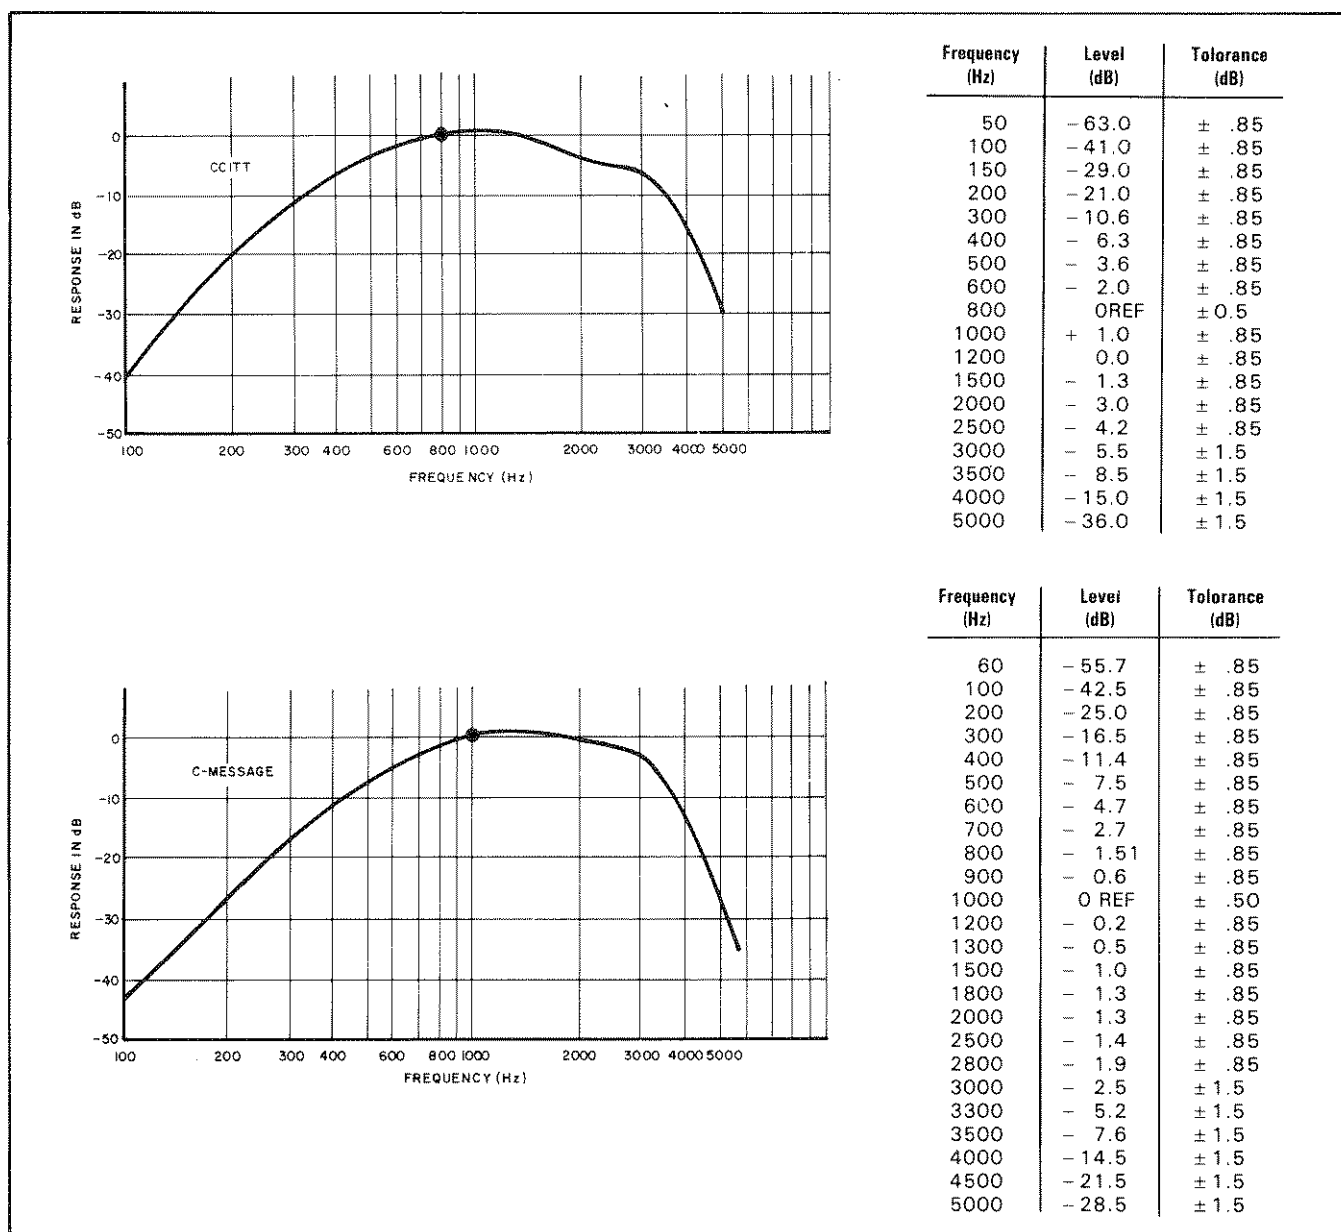 0
-10
-20
-30
-40
-50
RESPONSE IN dB
CCITT
100 200 300 400 600 800 1000 2000 3000 4000 5000
FREQUENCY (Hz)
Frequency (Hz) Level (dB) Tolorance (dB)
50 -63.0 ± .85
100 -41.0 ± .85
150 -29.0 ± .85
200 -21.0 ± .85
300 -10.6 ± .85
400 - 6.3 ± .85
500 - 3.6 ± .85
600 - 2.0 ± .85
800 0REF ±0.5
1000 + 1.0 ± .85
1200 0.0 ± .85
1500 - 1.3 ± .85
2000 - 3.0 ± .85
2500 - 4.2 ± .85
3000 - 5.5 ±1.5
3500 - 8.5 ±1.5
4000 -15.0 ±1.5
5000 -36.0 ±1.5
0
-10
-20
-30
-40
-50
RESPONSE IN dB
C-MESSAGE
100 200 300 400 600 800 1000 2000 3000 4000 5000
FREQUENCY (Hz)
Frequency (Hz) Level (dB) Tolorance (dB)
60 -55.7 ± .85
100 -42.5 ± .85
200 -25.0 ± .85
300 -16.5 ± .85
400 -11.4 ± .85
500 - 7.5 ± .85
600 - 4.7 ± .85
700 - 2.7 ± .85
800 - 1.51 ± .85
900 - 0.6 ± .85
1000 0 REF ± .50
1200 - 0.2 ± .85
1300 - 0.5 ± .85
1500 - 1.0 ± .85
1800 - 1.3 ± .85
2000 - 1.3 ± .85
2500 - 1.4 ± .85
2800 - 1.9 ± .85
3000 - 2.5 ±1.5
3300 - 5.2 ±1.5
3500 - 7.6 ±1.5
4000 -14.5 ±1.5
4500 -21.5 ±1.5
5000 -28.5 ±1.5